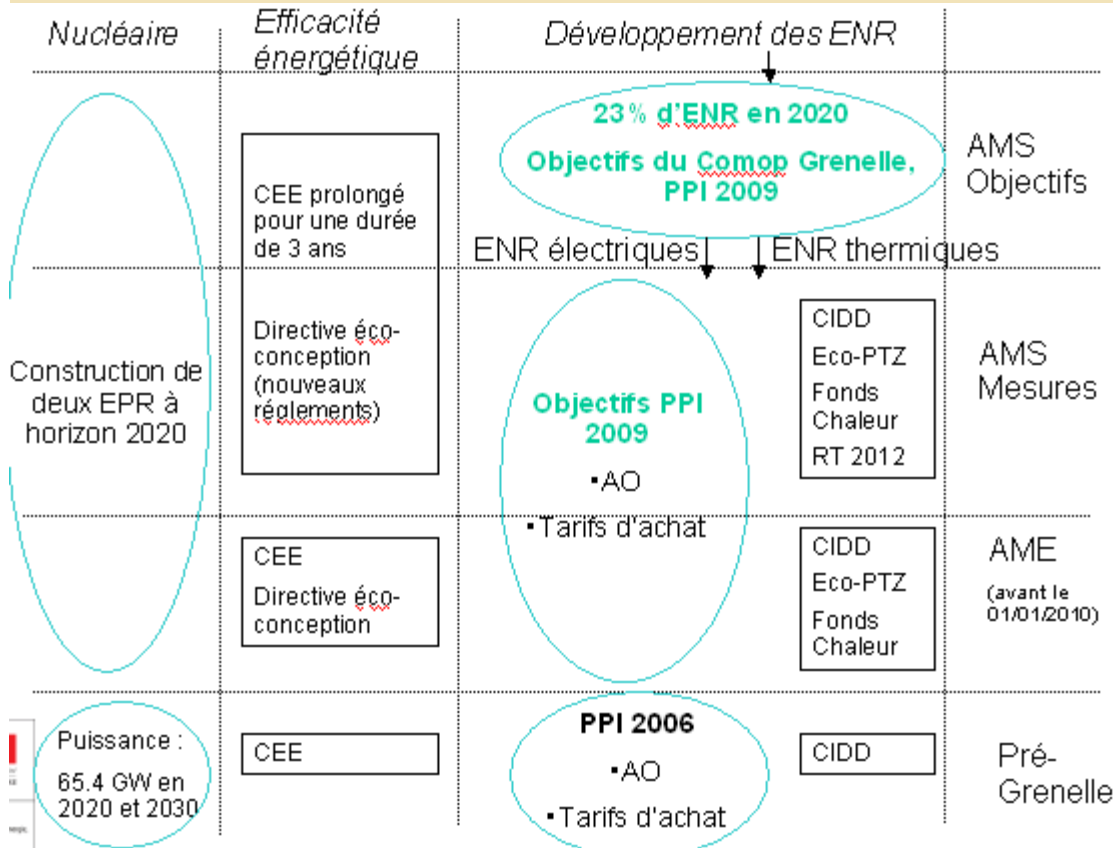 Nucléaire
Efficacité
énergétique
Développement des ENR
23% d'ENR en 2020
Objectifs du Comop Grenelle,
PPI 2009
AMS
Objectifs
CEE prolongé
pour une durée
de 3 ans
ENR électriques
ENR thermiques
Directive éco-
conception
(nouveaux
réglements)
Construction de
deux EPR à
horizon 2020
Objectifs PPI
2009
▪AO
▪Tarifs d'achat
CIDD
Eco-PTZ
Fonds
Chaleur
RT 2012
AMS
Mesures
CEE
Directive éco-
conception
CIDD
Eco-PTZ
Fonds
Chaleur
AME
(avant le
01/01/2010)
Puissance :
65.4 GW en
2020 et 2030
CEE
PPI 2006
▪AO
▪Tarifs d'achat
CIDD
Pré-
Grenelle